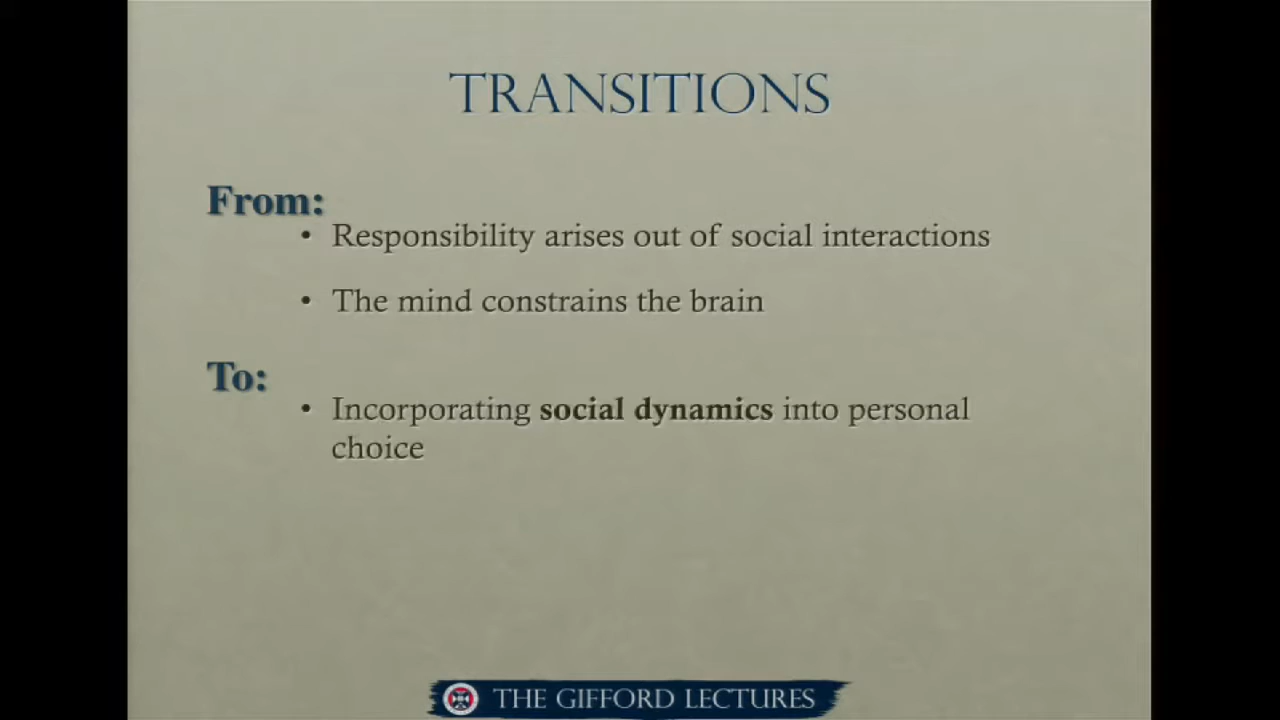 TRANSITIONS
From:
• Responsibility arises out of social interactions
• The mind constrains the brain
To:
• Incorporating social dynamics into personal
choice
THE GIFFORD LECTURES